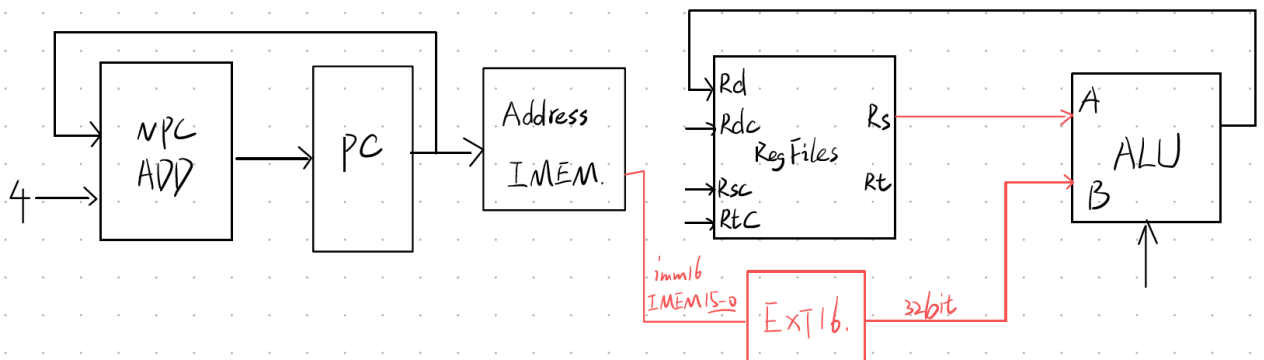 NPC
ADD
4
PC
Address
IMEM.
imm16
IMEM15-0
EXT16.
32bit
Rd
Rdc
Rsc
Rtc
RegFiles
Rs
Rt
A
B
ALU